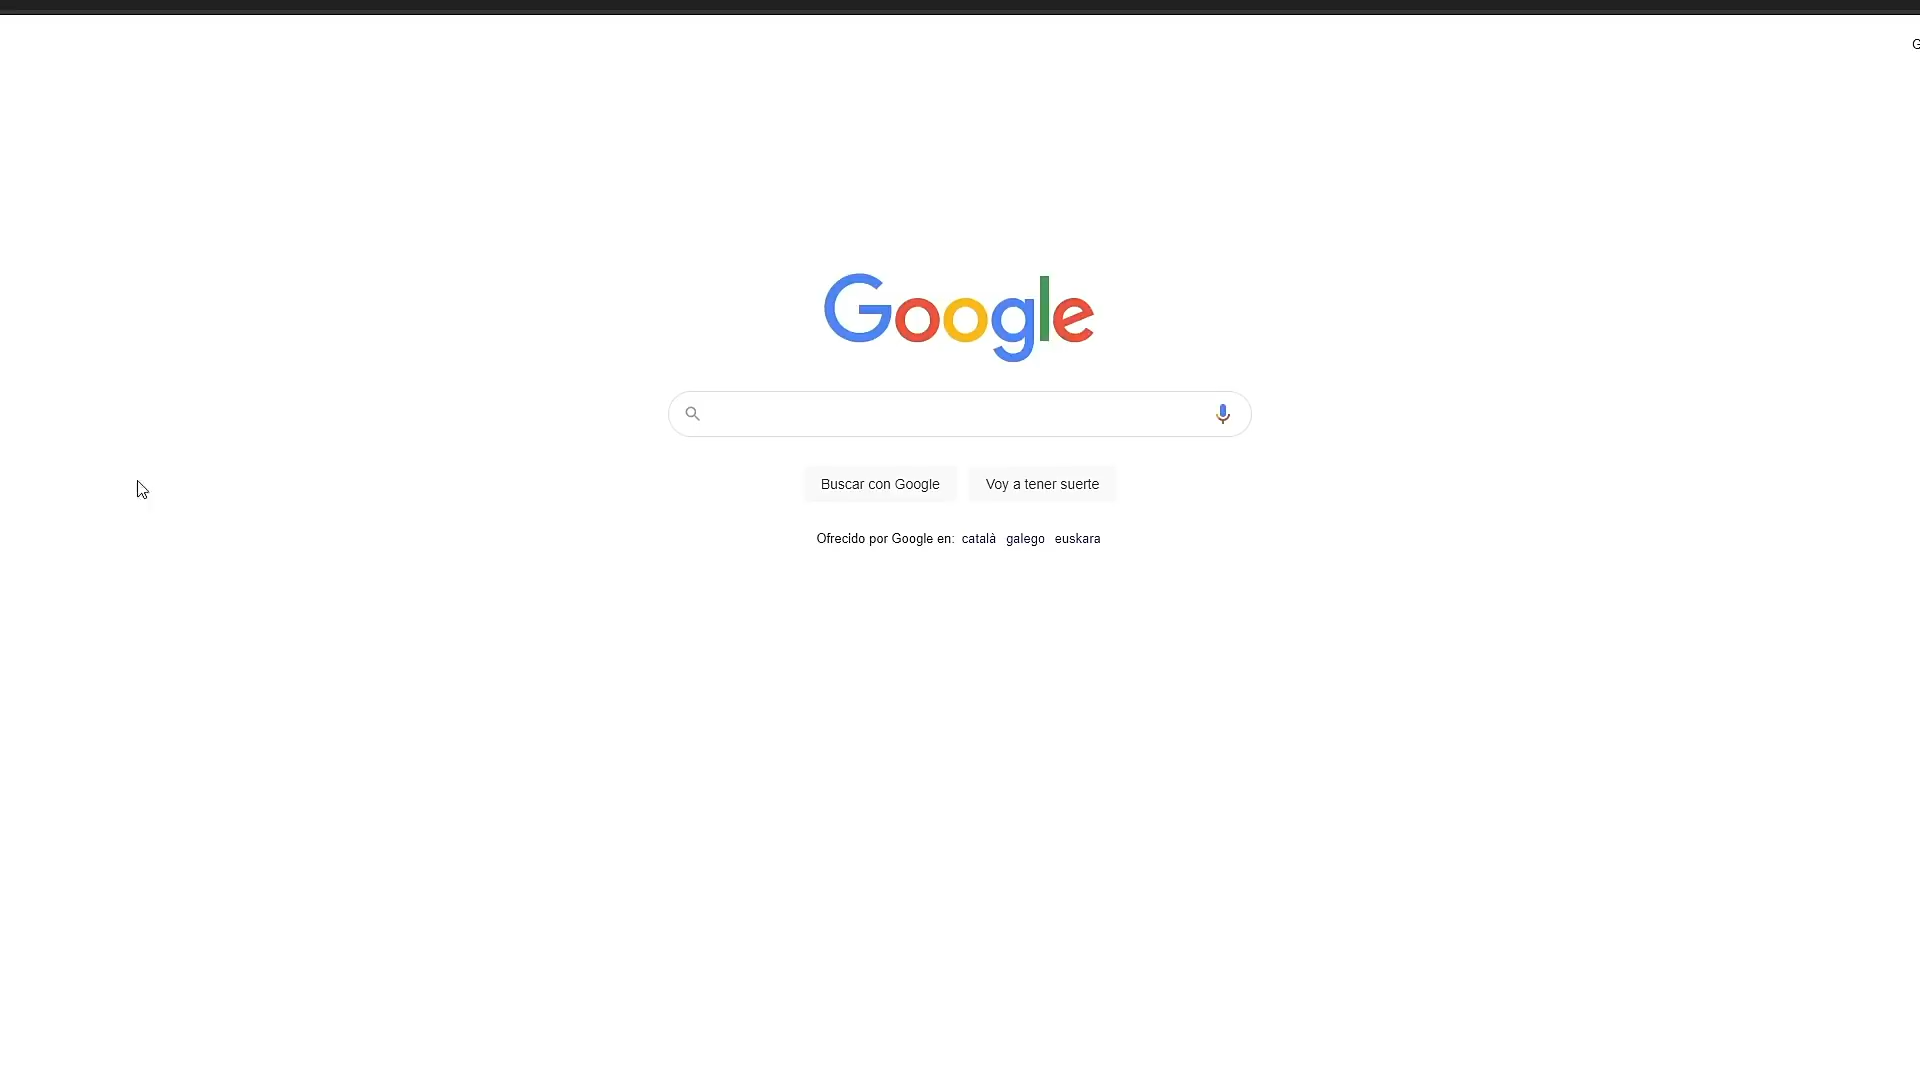 G
Google
Buscar con Google
Voy a tener suerte
Ofrecido por Google en: català galego euskara